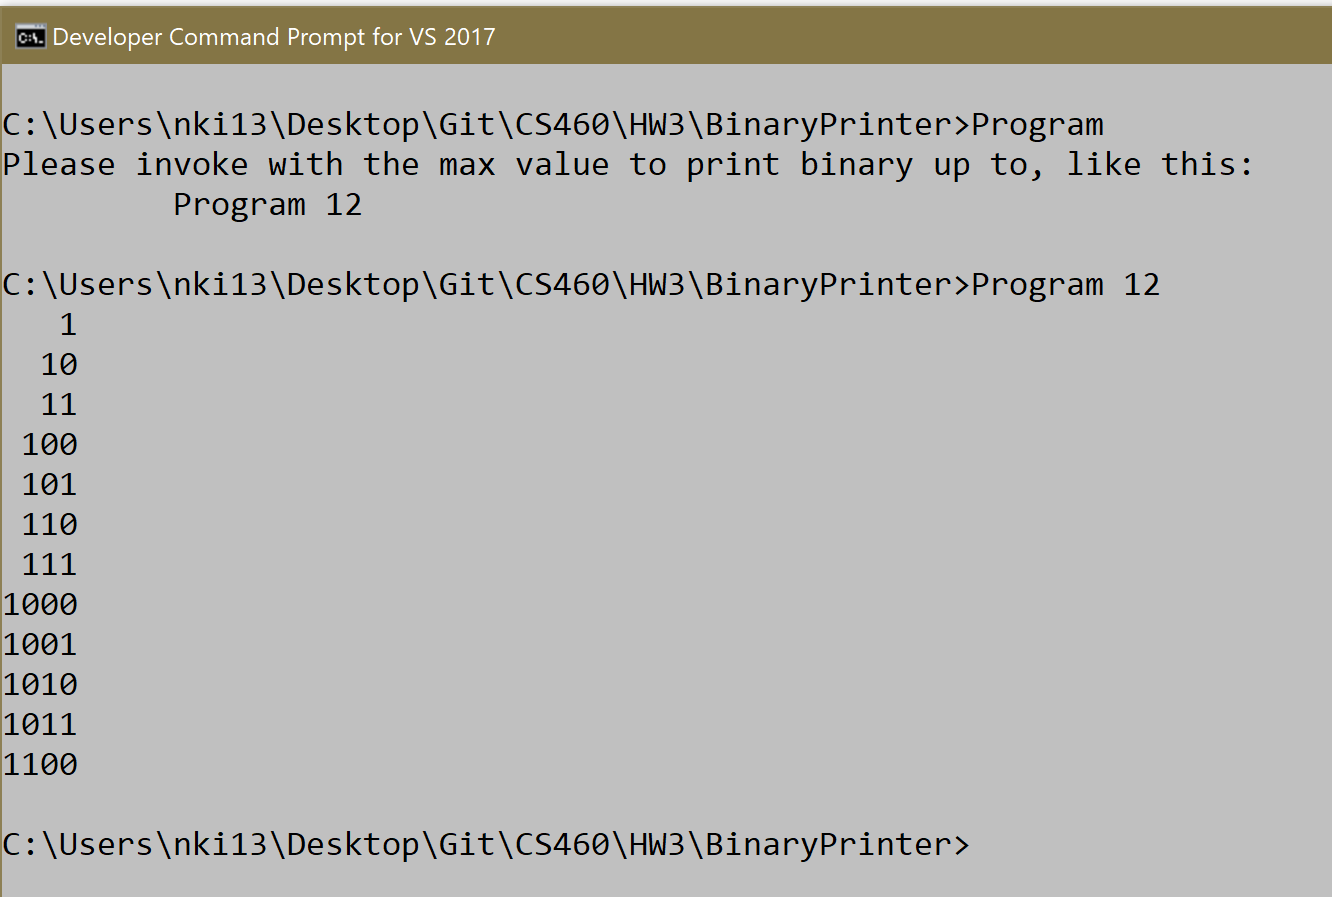 Developer Command Prompt for VS 2017
C:\Users\nki13\Desktop\Git\CS460\HW3\BinaryPrinter>Program
Please invoke with the max value to print binary up to, like this:
         Program 12
C:\Users\nki13\Desktop\Git\CS460\HW3\BinaryPrinter>Program 12
   1
  10
  11
 100
 101
 110
 111
1000
1001
1010
1011
1100
C:\Users\nki13\Desktop\Git\CS460\HW3\BinaryPrinter>